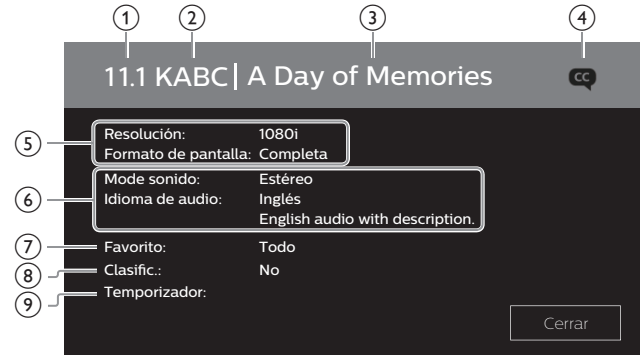 1 2 3 4
11.1 KABC | A Day of Memories CC
5 Resolución: 1080i
Formato de pantalla: Completa
6 Mode sonido: Estéreo
Idioma de audio: Inglés
English audio with description.
7 Favorito: Todo
8 Clasific.: No
9 Temporizador:
Cerrar